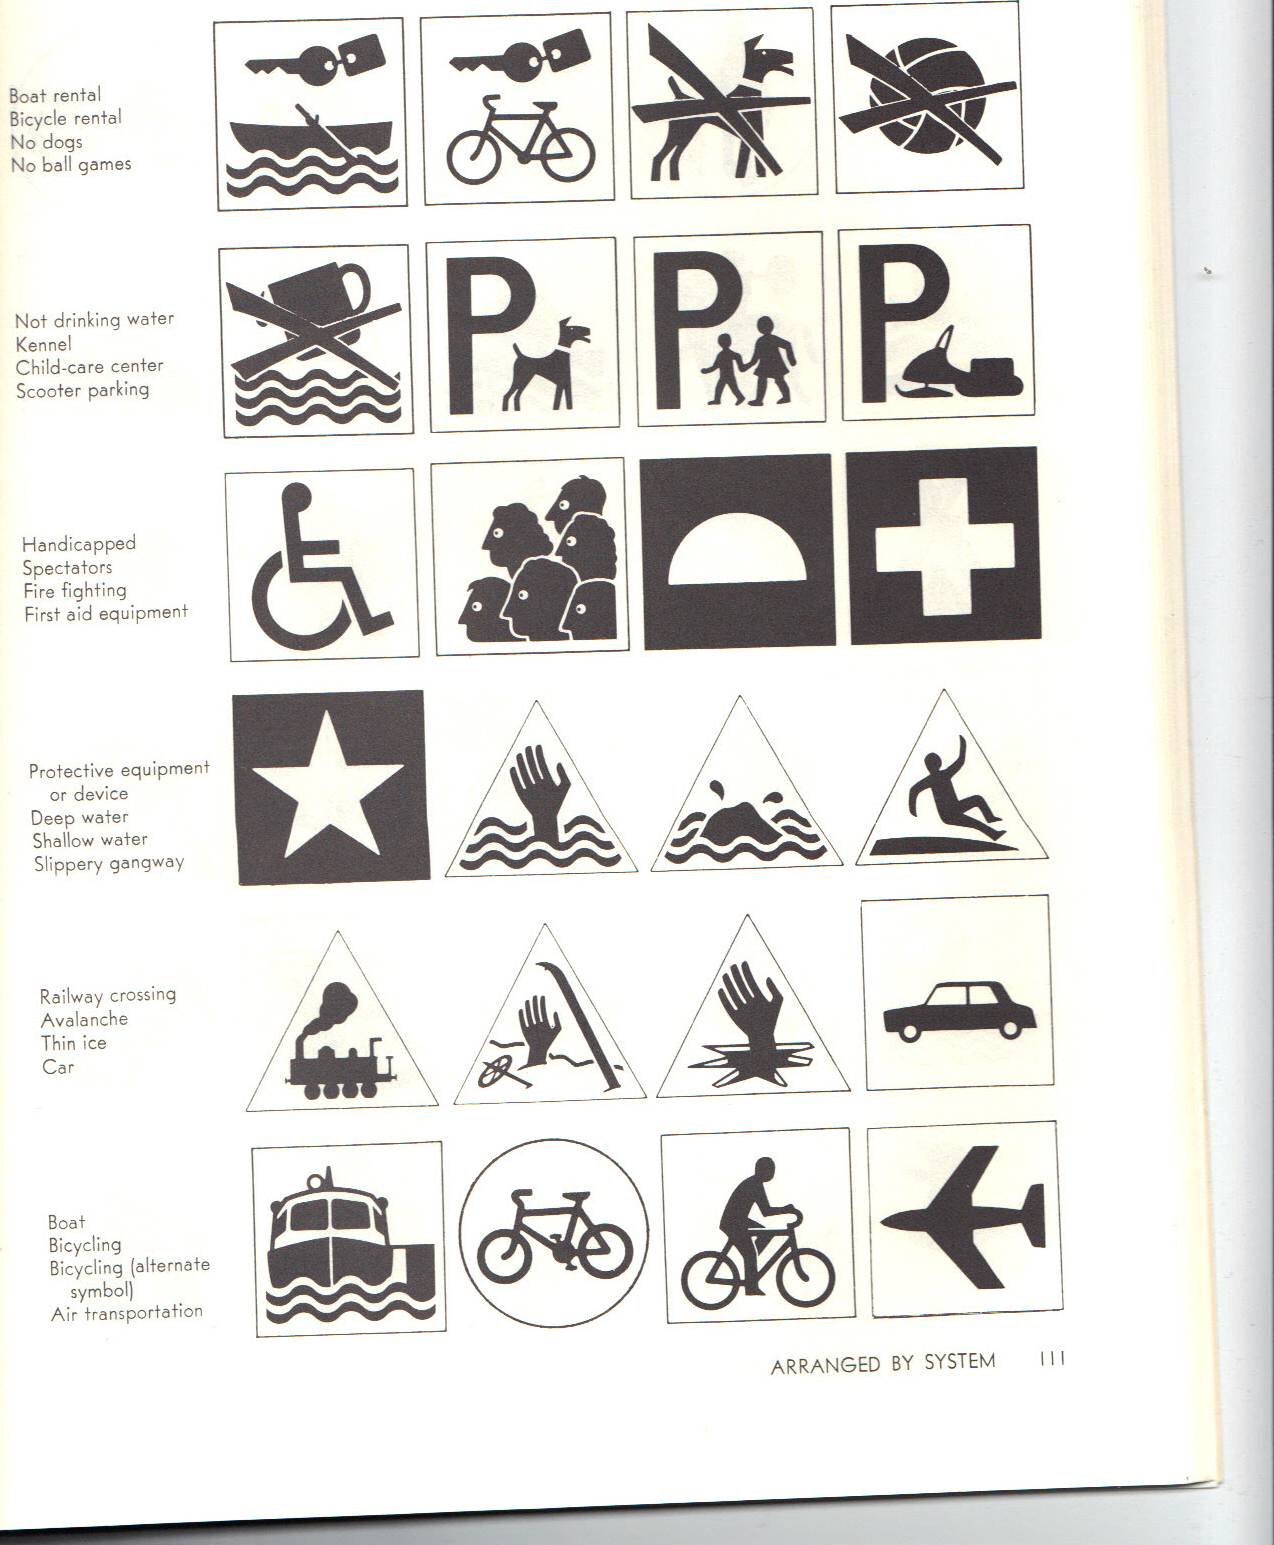 Boat rental
Bicycle rental
No dogs
No ball games
Not drinking water
Kennel
Child-care center
Scooter parking
P
P
P
Handicapped
Spectators
Fire fighting
First aid equipment
Protective equipment
or device
Deep water
Shallow water
Slippery gangway
Railway crossing
Avalanche
Thin ice
Car
Boat
Bicycling
Bicycling (alternate
symbol)
Air transportation
ARRANGED BY SYSTEM 111